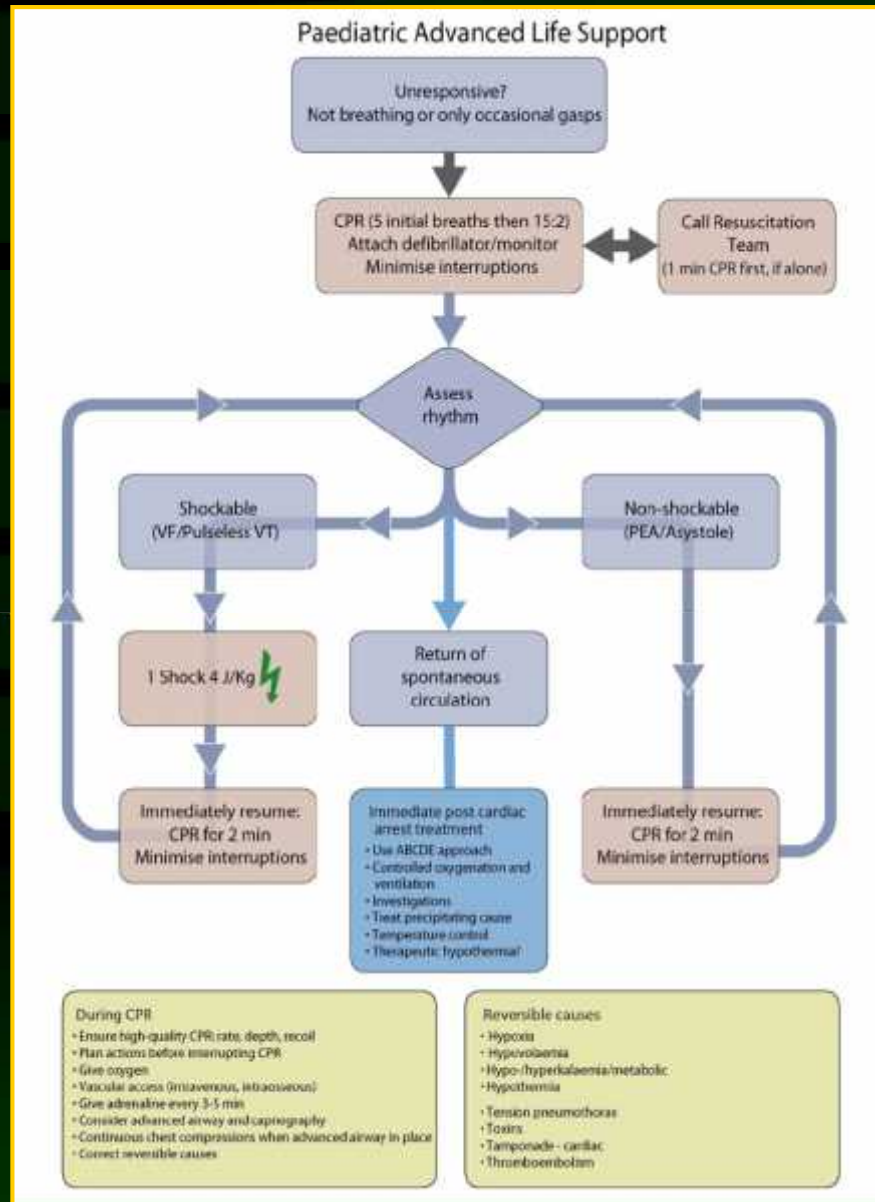 Paediatric Advanced Life Support
Unresponsive?
Not breathing or only occasional gasps
CPR (5 initial breaths then 15:2)
Attach defibrillator/monitor
Minimise interruptions
Call Resuscitation
Team
(1 min CPR first, if alone)
Assess
rhythm
Shockable
(VF/Pulseless VT)
Non-shockable
(PEA/Asystole)
1 Shock 4 J/Kg
Return of
spontaneous
circulation
Immediately resume:
CPR for 2 min
Minimise interruptions
Immediate post cardiac
arrest treatment
• Use ABCDE approach
• Controlled oxygenation and
ventilation
• Investigations
• Treat precipitating cause
• Temperature control
• Therapeutic hypothermia?
Immediately resume:
CPR for 2 min
Minimise interruptions
During CPR
• Ensure high-quality CPR: rate, depth, recoil
• Plan actions before interrupting CPR
• Give oxygen
• Vascular access (intravenous, intraosseous)
• Give adrenaline every 3-5 min
• Consider advanced airway and capnography
• Continuous chest compressions when advanced airway in place
• Correct reversible causes
Reversible causes
• Hypoxia
• Hypovolaemia
• Hypo-/hyperkalaemia/metabolic
• Hypothermia
• Tension pneumothorax
• Toxins
• Tamponade - cardiac
• Thromboembolism